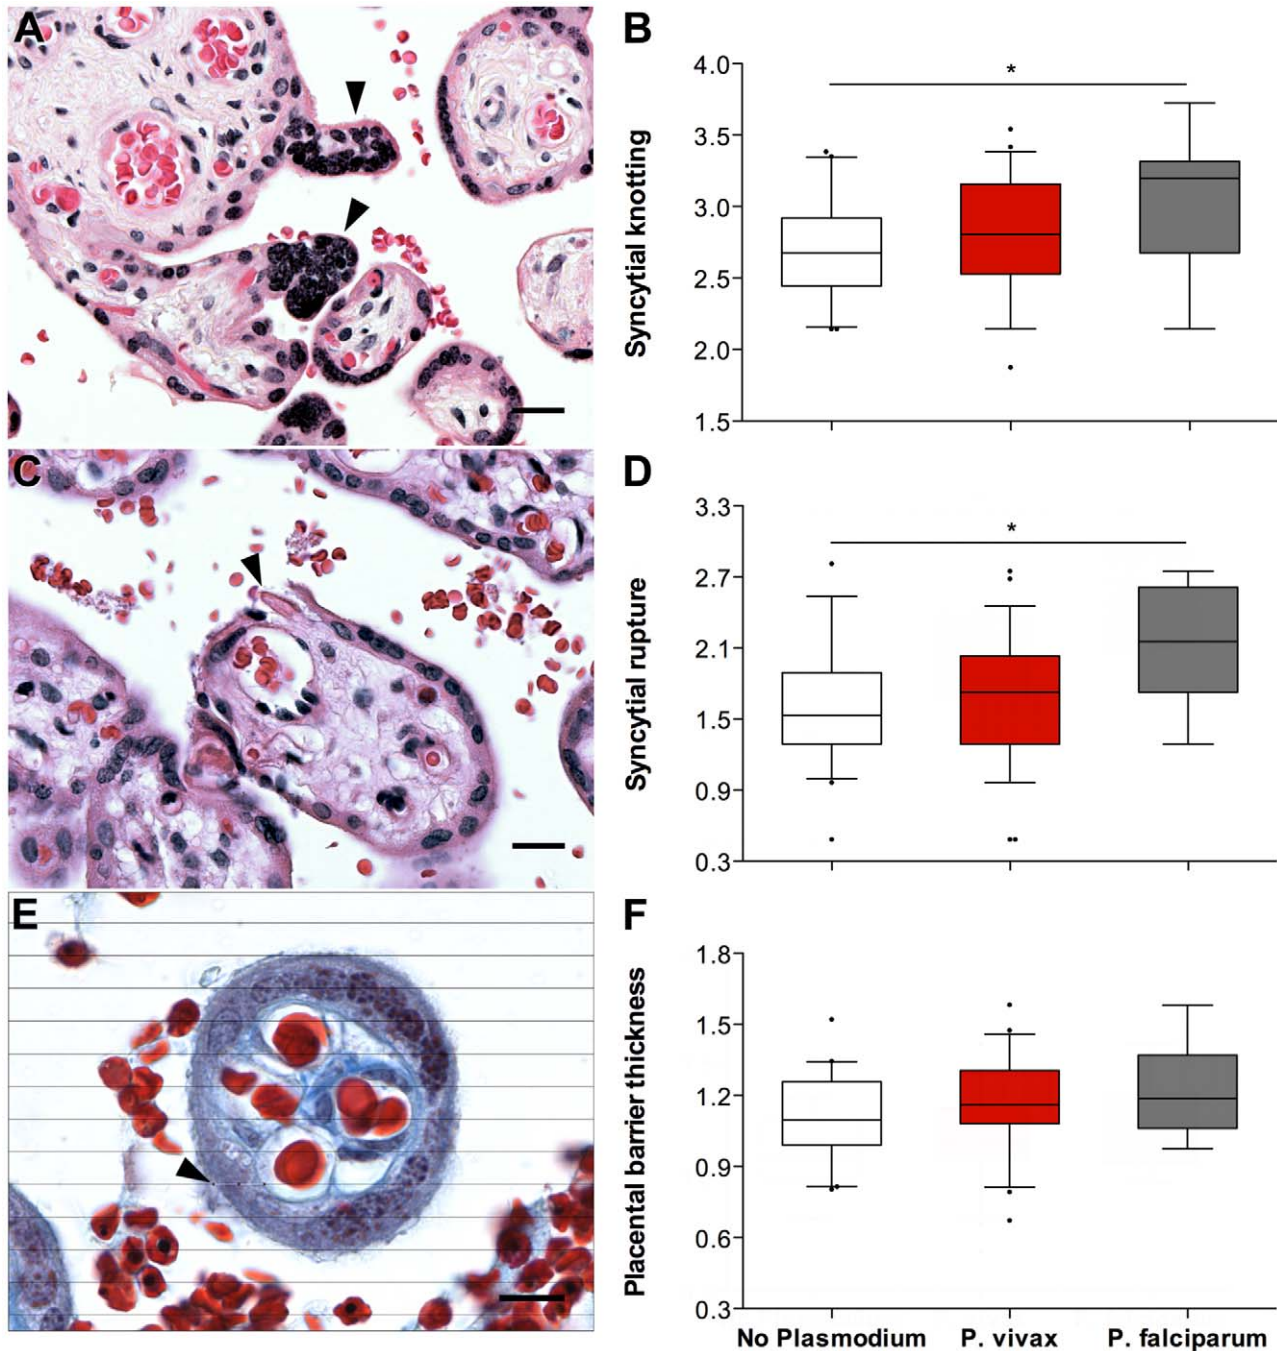 A
B
Syncytial knotting
4.0
3.5
3.0
2.5
2.0
1.5
*
C
D
Syncytial rupture
3.3
2.7
2.1
1.5
0.9
0.3
*
E
F
Placental barrier thickness
1.8
1.5
1.2
0.9
0.6
0.3
No Plasmodium P. vivax P. falciparum